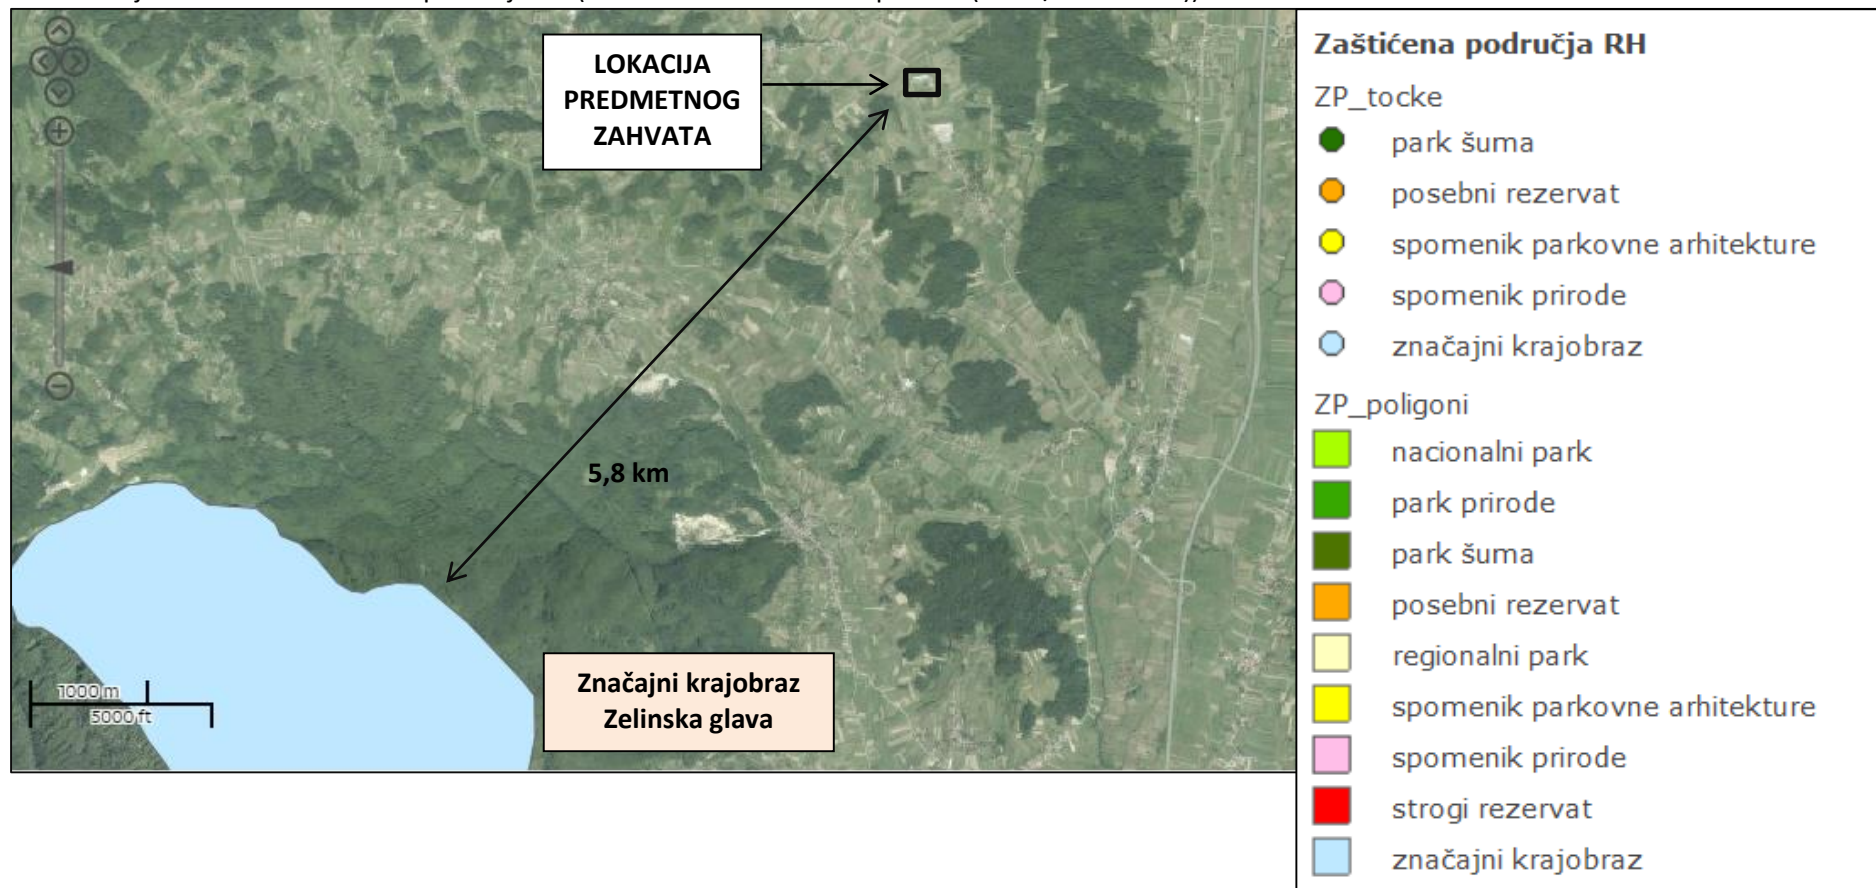 LOKACIJA
PREDMETNOG
ZAHVATA
5,8 km
Značajni krajobraz
Zelinska glava
1000 m
5000 ft
Zaštićena područja RH
ZP_tocke
park šuma
posebni rezervat
spomenik parkovne arhitekture
spomenik prirode
značajni krajobraz
ZP_poligoni
nacionalni park
park prirode
park šuma
posebni rezervat
regionalni park
spomenik parkovne arhitekture
spomenik prirode
strogi rezervat
značajni krajobraz